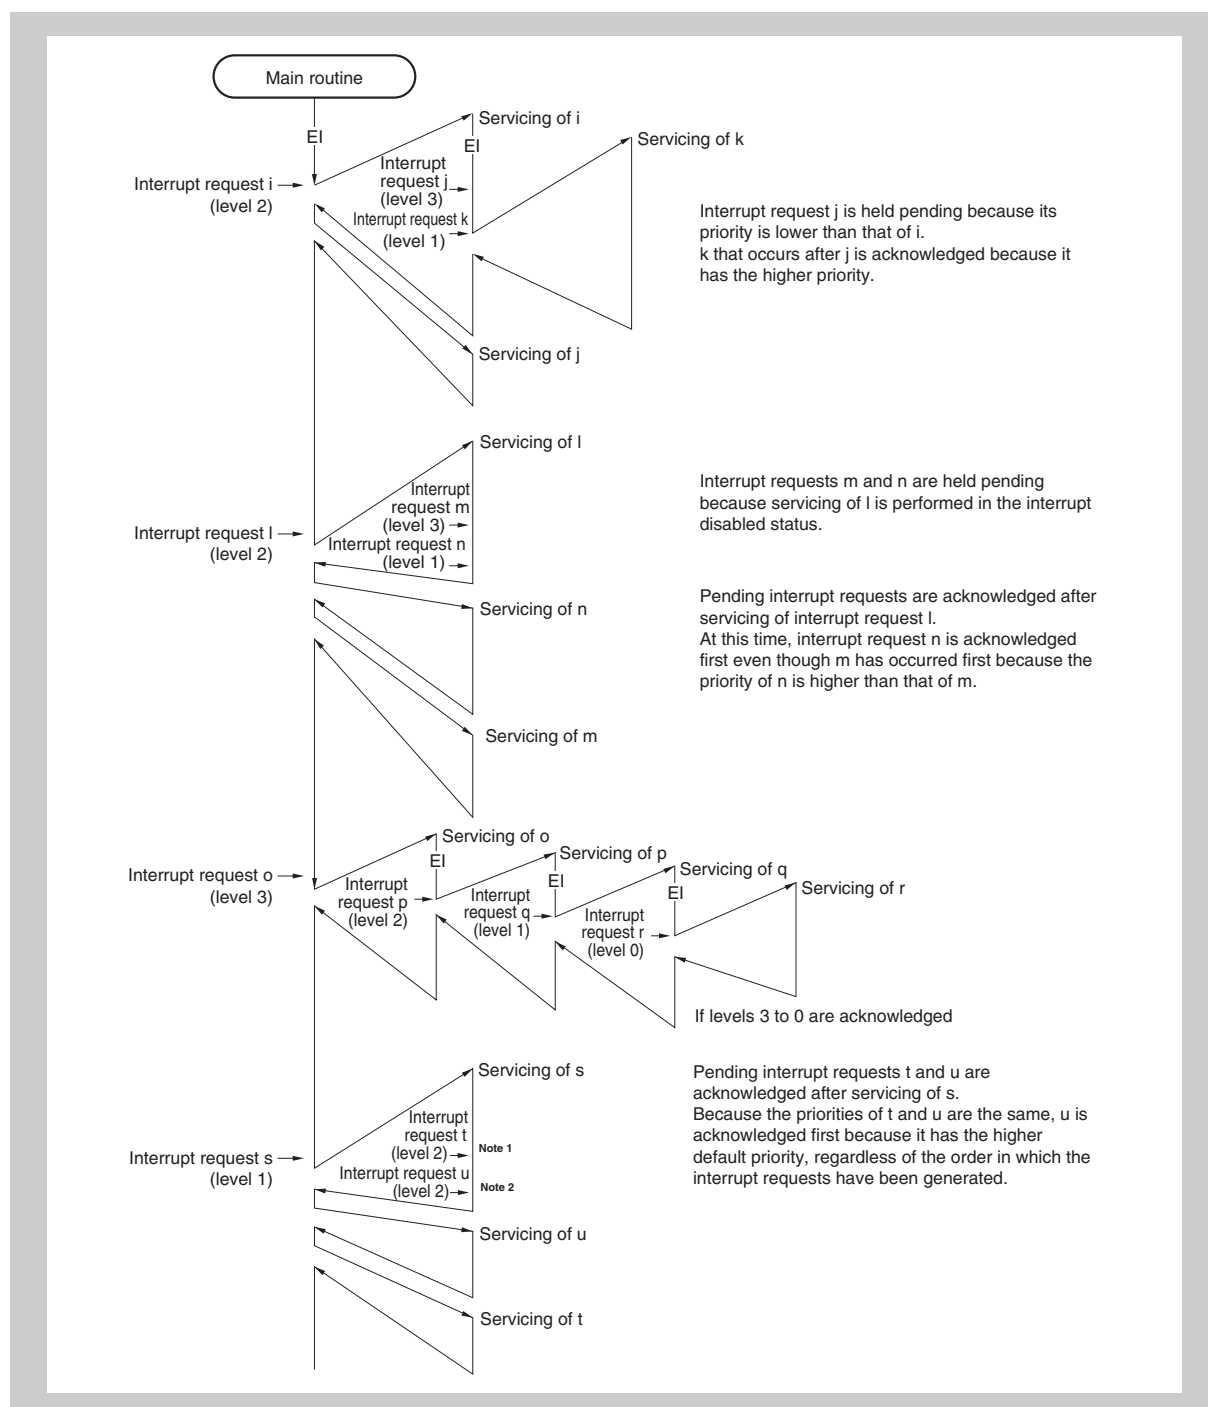 Main routine
EI
Servicing of i
EI
Servicing of k
Interrupt
request j
(level 3)
Interrupt request i
(level 2)
Interrupt request k
(level 1)
Interrupt request j is held pending because its
priority is lower than that of i.
k that occurs after j is acknowledged because it
has the higher priority.
Servicing of j
Servicing of l
Interrupt
request m
(level 3)
Interrupt request l
(level 2)
Interrupt request n
(level 1)
Interrupt requests m and n are held pending
because servicing of l is performed in the interrupt
disabled status.
Servicing of n
Pending interrupt requests are acknowledged after
servicing of interrupt request l.
At this time, interrupt request n is acknowledged
first even though m has occurred first because the
priority of n is higher than that of m.
Servicing of m
Servicing of o
EI
Servicing of p
EI
Servicing of q
EI
Servicing of r
Interrupt request o
(level 3)
Interrupt
request p
(level 2)
Interrupt
request q
(level 1)
Interrupt
request r
(level 0)
If levels 3 to 0 are acknowledged
Servicing of s
Interrupt
request t
(level 2)
Note 1
Interrupt request s
(level 1)
Interrupt request u
(level 2)
Note 2
Pending interrupt requests t and u are
acknowledged after servicing of s.
Because the priorities of t and u are the same, u is
acknowledged first because it has the higher
default priority, regardless of the order in which the
interrupt requests have been generated.
Servicing of u
Servicing of t